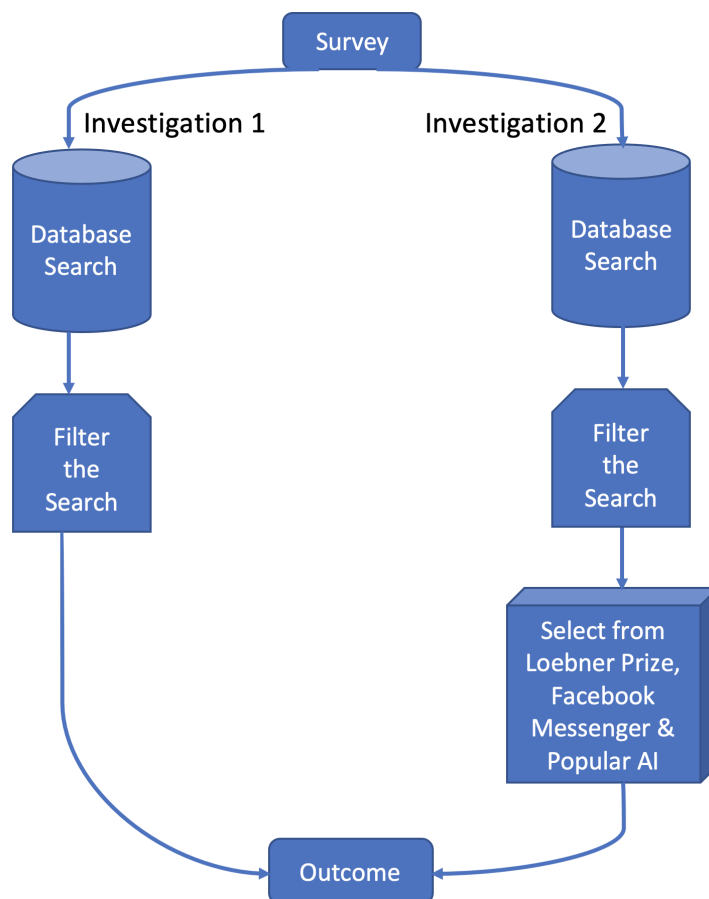 Survey
Investigation 1
Investigation 2
Database
Search
Database
Search
Filter
the
Search
Filter
the
Search
Select from
Loebner Prize,
Facebook
Messenger &
Popular AI
Outcome